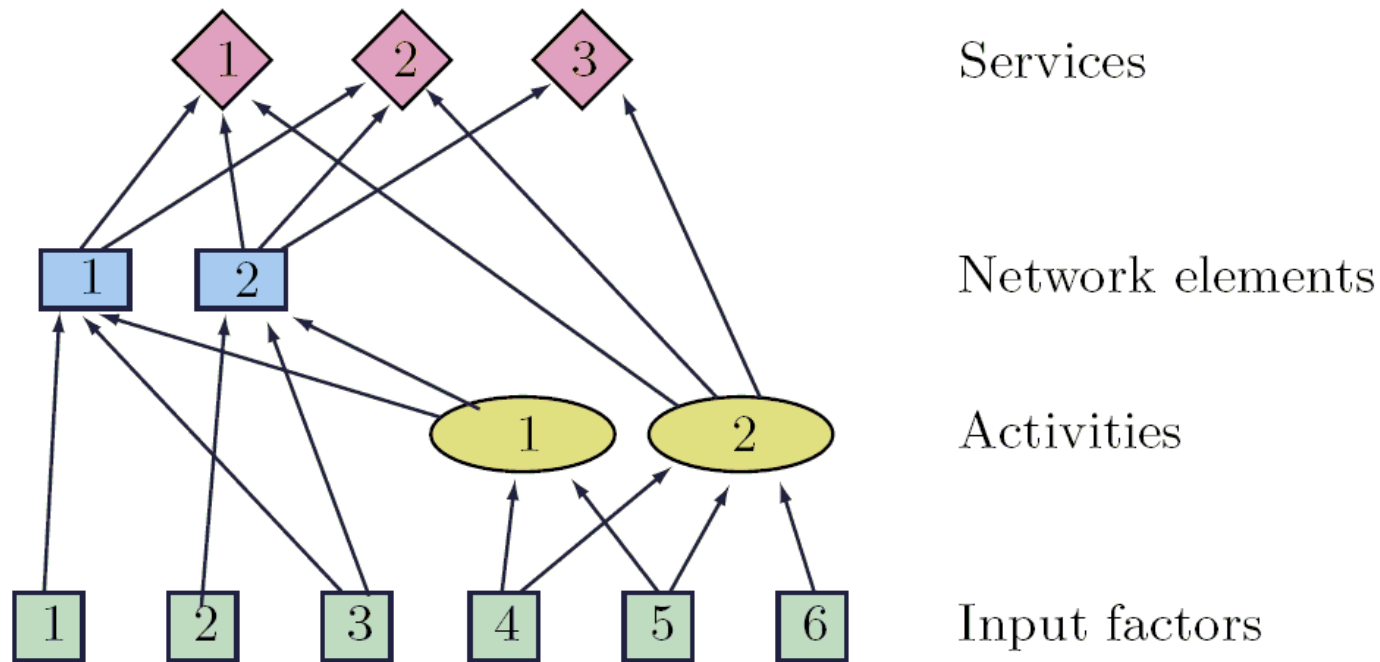 1 2 3 Services
1 2 Network elements
1 2 Activities
1 2 3 4 5 6 Input factors